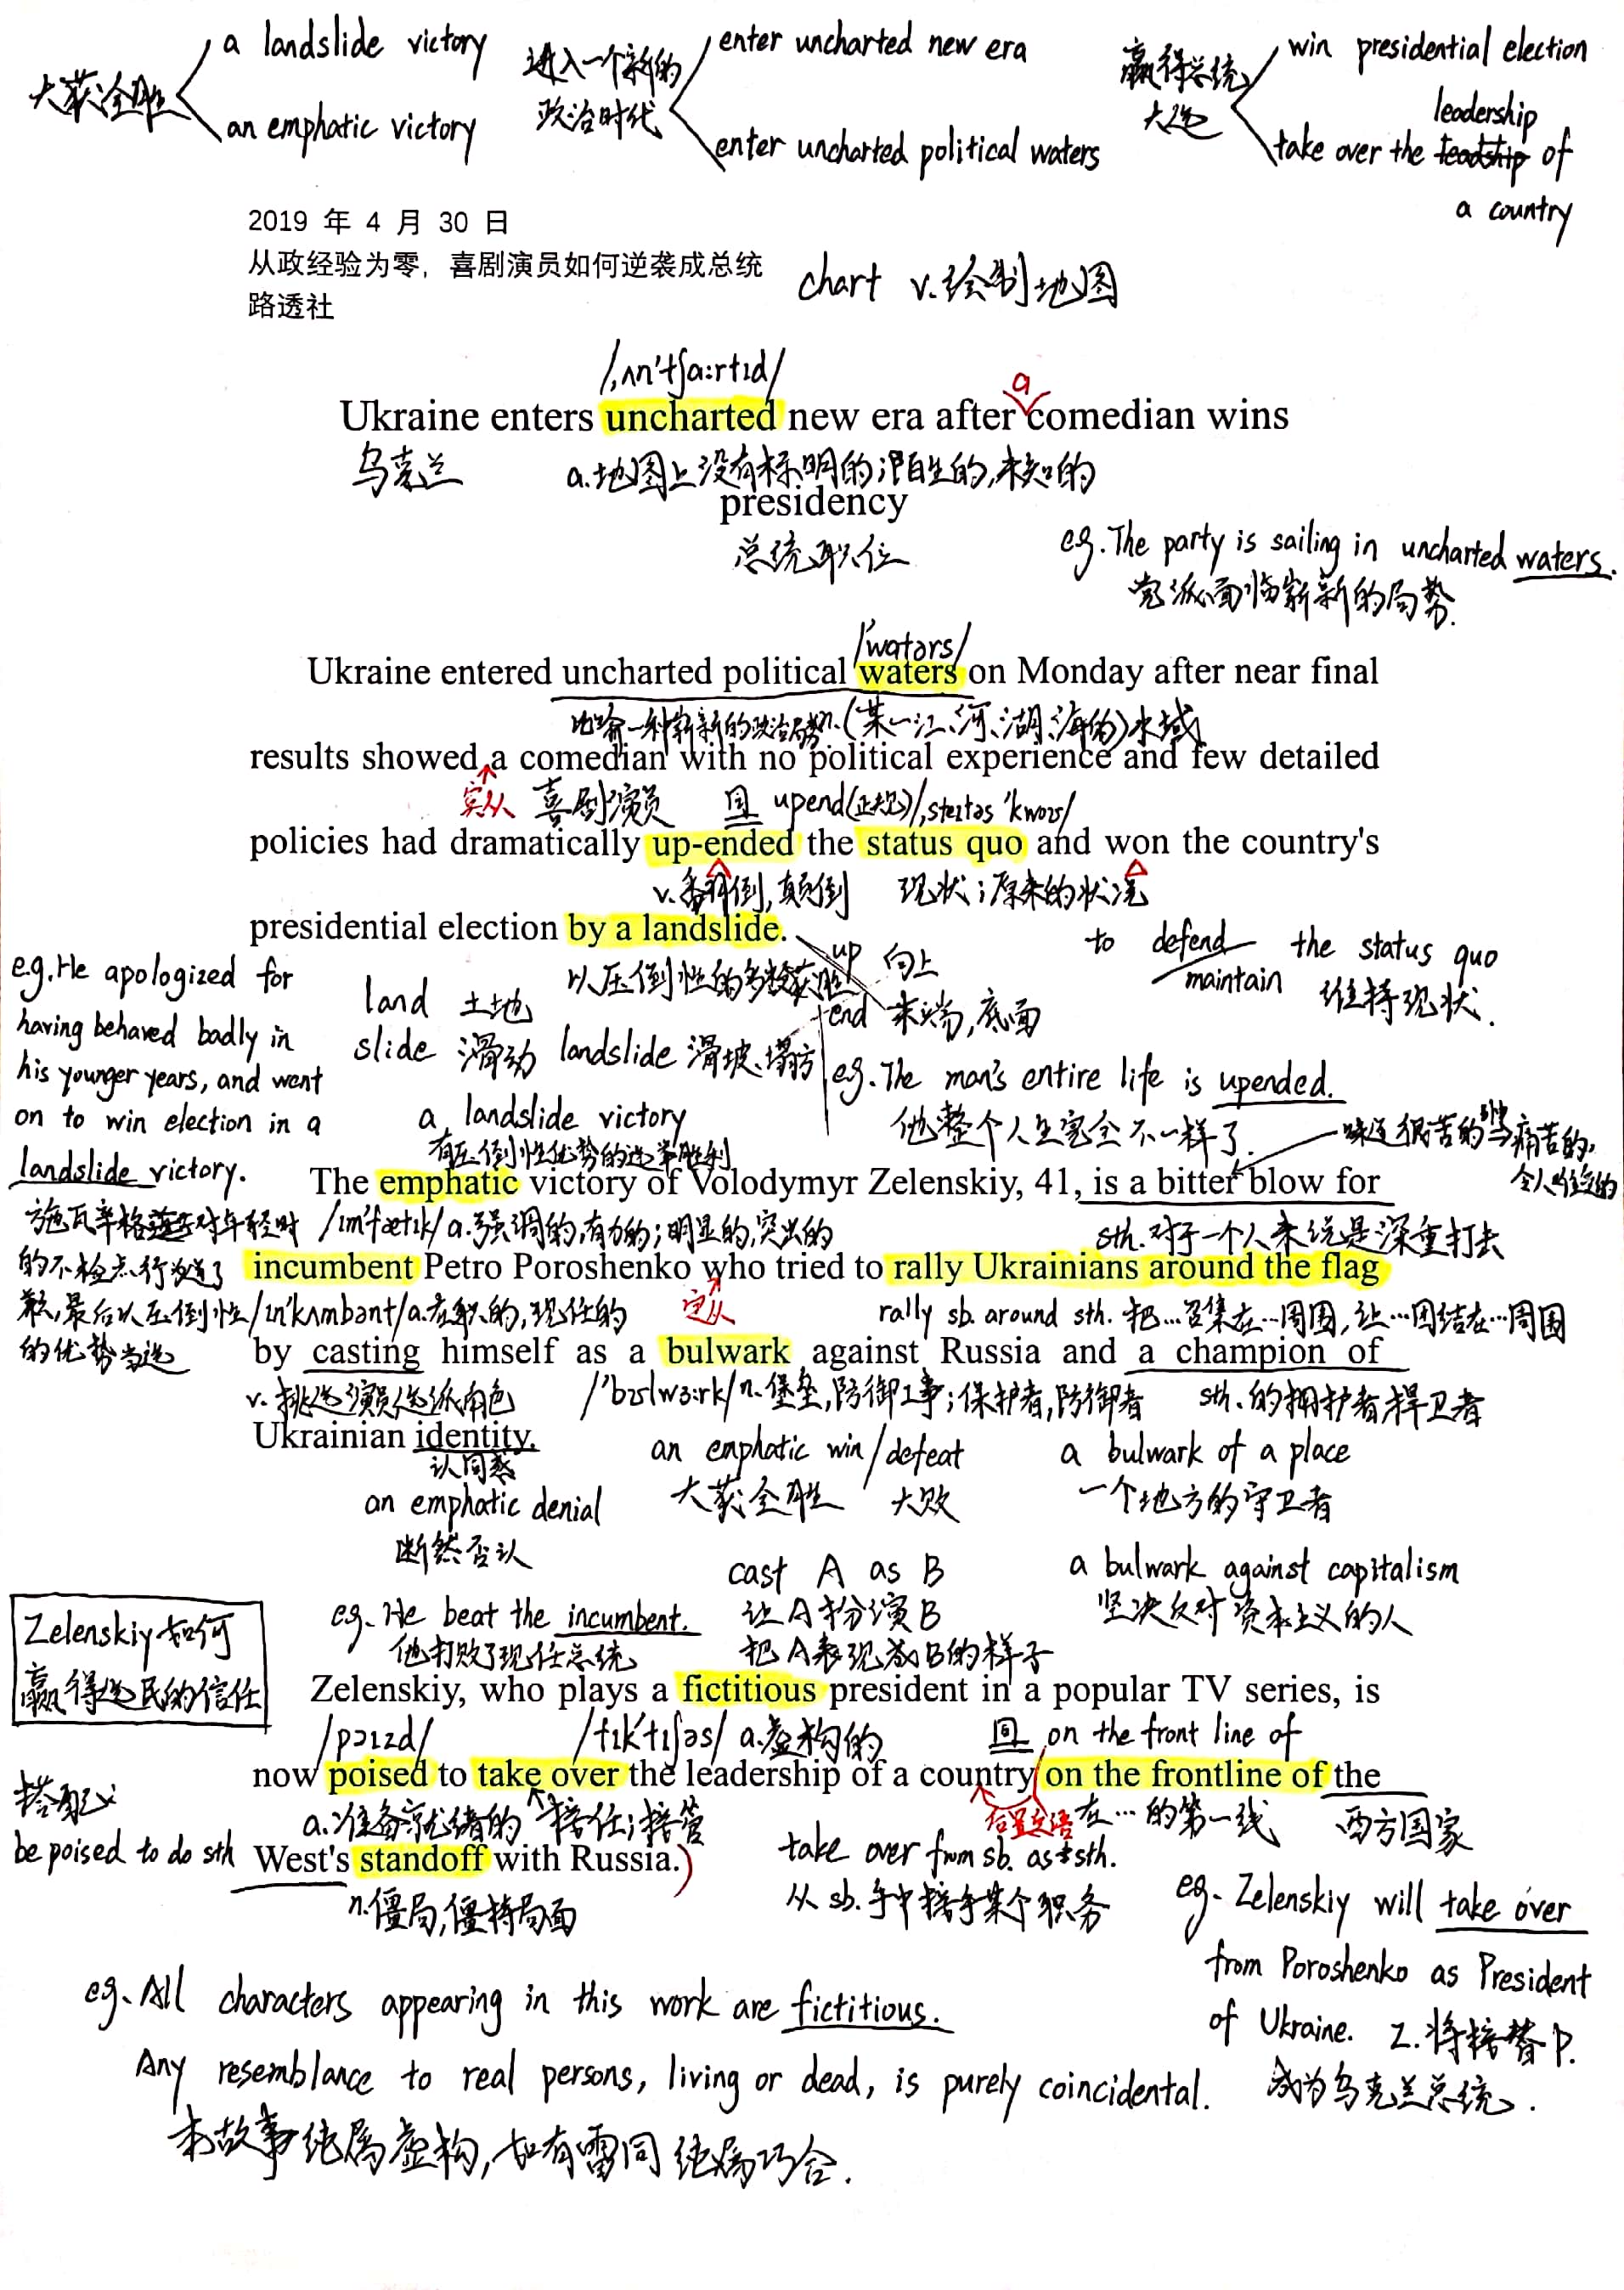 大获全胜
a landslide victory
an emphatic victory
进入一个新的
政治时代
enter uncharted new era
enter uncharted political waters
赢得总统
大选
win presidential election
leadership
take over the leadship of
a country
2019 年 4 月 30 日
从政经验为零，喜剧演员如何逆袭成总统
路透社
chart v.绘制地图
/,ʌn'tʃɑ:rtɪd/
a
Ukraine enters uncharted new era after comedian wins
乌克兰 a.地图上没有标明的;陌生的,未知的
presidency
总统职位
e.g. The party is sailing in uncharted waters.
党派面临崭新的局势.
/'wɔtərs/
Ukraine entered uncharted political waters on Monday after near final
比喻一种崭新的政治局势 n.(某一江、河、湖、海的)水域
results showed a comedian with no political experience and few detailed
宾从 喜剧演员 回 upend(正规) /,steɪtəs 'kwoʊ/
policies had dramatically up-ended the status quo and won the country's
v.翻倒,颠倒 现状;原来的状况
presidential election by a landslide.
以压倒性的多数获胜
up 向上
end 末端,底面
to defend the status quo
maintain 维持现状.
land 土地
slide 滑动 landslide 滑坡、塌方
a landslide victory
有压倒性优势的选举胜利
e.g. The man's entire life is upended.
他整个人生完全不一样了.
e.g. He apologized for
having behaved badly in
his younger years, and went
on to win election in a
landslide victory.
施瓦辛格对年轻时
的不检点行为道了
歉,最后以压倒性
的优势当选
味道很苦的 痛苦的,
The emphatic victory of Volodymyr Zelenskiy, 41, is a bitter blow for
/ɪm'fætɪk/ a.强调的,有力的;明显的,突出的
sth.对于一个人来说是深重打击
incumbent Petro Poroshenko who tried to rally Ukrainians around the flag
/ɪn'kʌmbənt/ a.在职的,现任的 定从
rally sb. around sth. 把…召集在…周围,让…团结在…周围
by casting himself as a bulwark against Russia and a champion of
v.挑选演员;选派角色 /'bʊlwɜ:rk/ n.堡垒,防御工事;保护者,防御者 sth.的拥护者,捍卫者
Ukrainian identity.
认同感
an emphatic denial
断然否认
an emphatic win/defeat
大获全胜 大败
a bulwark of a place
一个地方的守卫者
cast A as B
让A扮演B
把A表现成B的样子
a bulwark against capitalism
坚决反对资本主义的人
e.g. He beat the incumbent.
他打败了现任总统
Zelenskiy如何
赢得选民的信任
Zelenskiy, who plays a fictitious president in a popular TV series, is
/pɔɪzd/ /fɪk'tɪʃəs/ a.虚构的 回 on the front line of
now poised to take over the leadership of a country on the frontline of the
a.准备就绪的 接任;接管 后置定语 在…的第一线 西方国家
搭配:
be poised to do sth
West's standoff with Russia.)
n.僵局,僵持局面
take over from sb. as sth.
从sb.手中接手某个职务
e.g. Zelenskiy will take over
from Poroshenko as President
of Ukraine. Z.将接替P.
成为乌克兰总统.
e.g. All characters appearing in this work are fictitious.
Any resemblance to real persons, living or dead, is purely coincidental.
本故事纯属虚构,如有雷同纯属巧合.